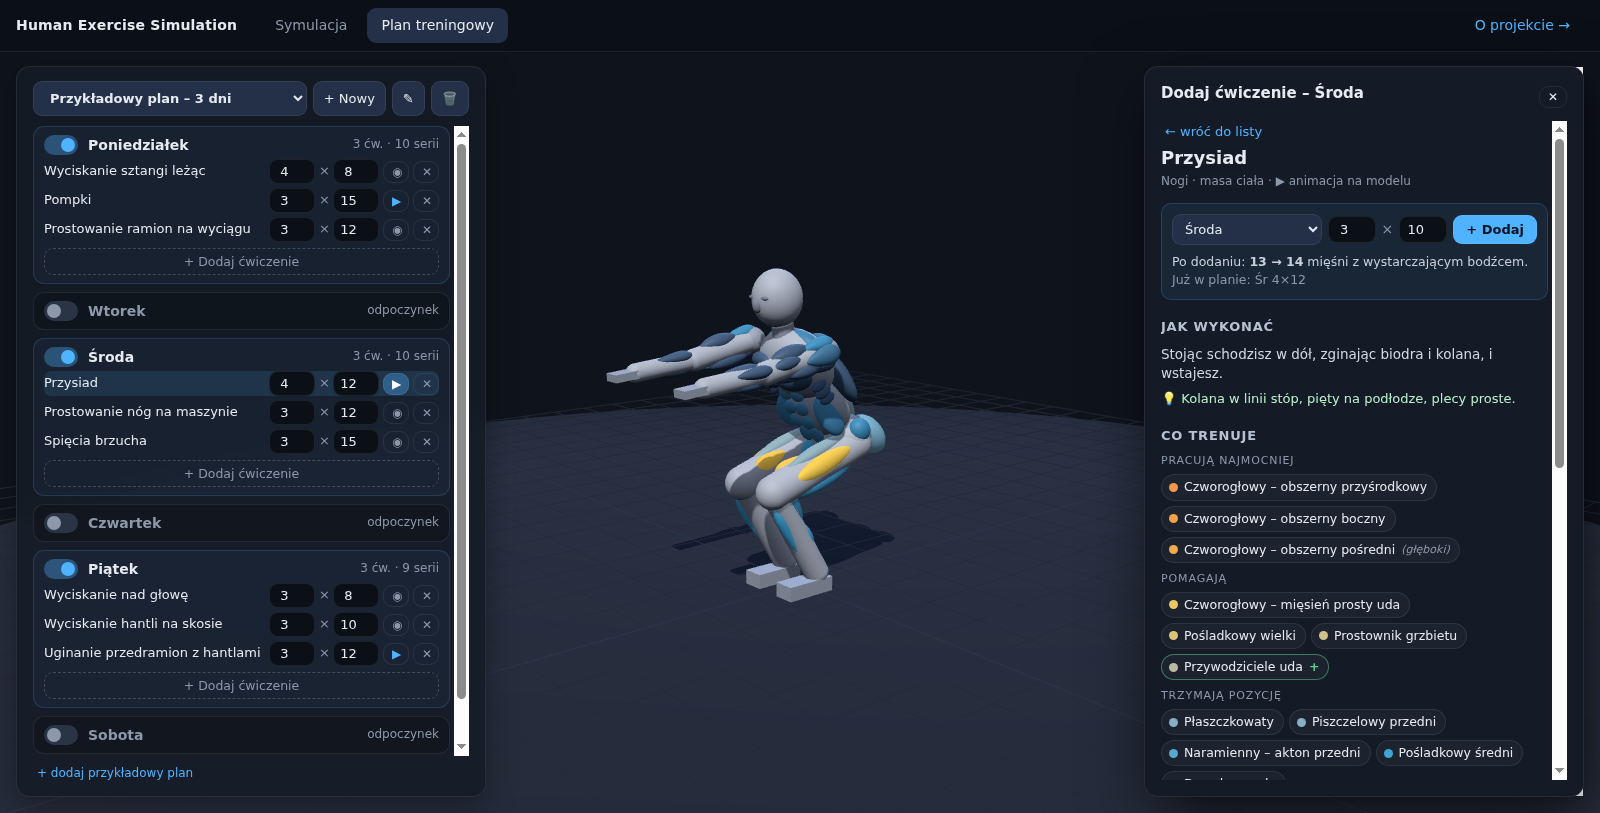 Human Exercise Simulation
Symulacja
Plan treningowy
O projekcie →
Przykładowy plan – 3 dni
+ Nowy
✎
Poniedziałek
3 ćw. · 10 serii
Wyciskanie sztangi leżąc 4 × 8 ◉ ✕
Pompki 3 × 15 ▶ ✕
Prostowanie ramion na wyciągu 3 × 12 ◉ ✕
+ Dodaj ćwiczenie
Wtorek
odpoczynek
Środa
3 ćw. · 10 serii
Przysiad 4 × 12 ▶ ✕
Prostowanie nóg na maszynie 3 × 12 ◉ ✕
Spięcia brzucha 3 × 15 ◉ ✕
+ Dodaj ćwiczenie
Czwartek
odpoczynek
Piątek
3 ćw. · 9 serii
Wyciskanie nad głowę 3 × 8 ◉ ✕
Wyciskanie hantli na skosie 3 × 10 ◉ ✕
Uginanie przedramion z hantlami 3 × 12 ▶ ✕
+ Dodaj ćwiczenie
Sobota
odpoczynek
+ dodaj przykładowy plan
Dodaj ćwiczenie – Środa
✕
← wróć do listy
Przysiad
Nogi · masa ciała · ▶ animacja na modelu
Środa 3 × 10 + Dodaj
Po dodaniu: 13 → 14 mięśni z wystarczającym bodźcem.
Już w planie: Śr 4×12
JAK WYKONAĆ
Stojąc schodzisz w dół, zginając biodra i kolana, i
wstajesz.
💡 Kolana w linii stóp, pięty na podłodze, plecy proste.
CO TRENUJE
PRACUJĄ NAJMOCNIEJ
Czworogłowy – obszerny przyśrodkowy
Czworogłowy – obszerny boczny
Czworogłowy – obszerny pośredni (głęboki)
POMAGAJĄ
Czworogłowy – mięsień prosty uda
Pośladkowy wielki
Prostownik grzbietu
Przywodziciele uda +
TRZYMAJĄ POZYCJĘ
Płaszczkowaty
Piszczelowy przedni
Naramienny – akton przedni
Pośladkowy średni